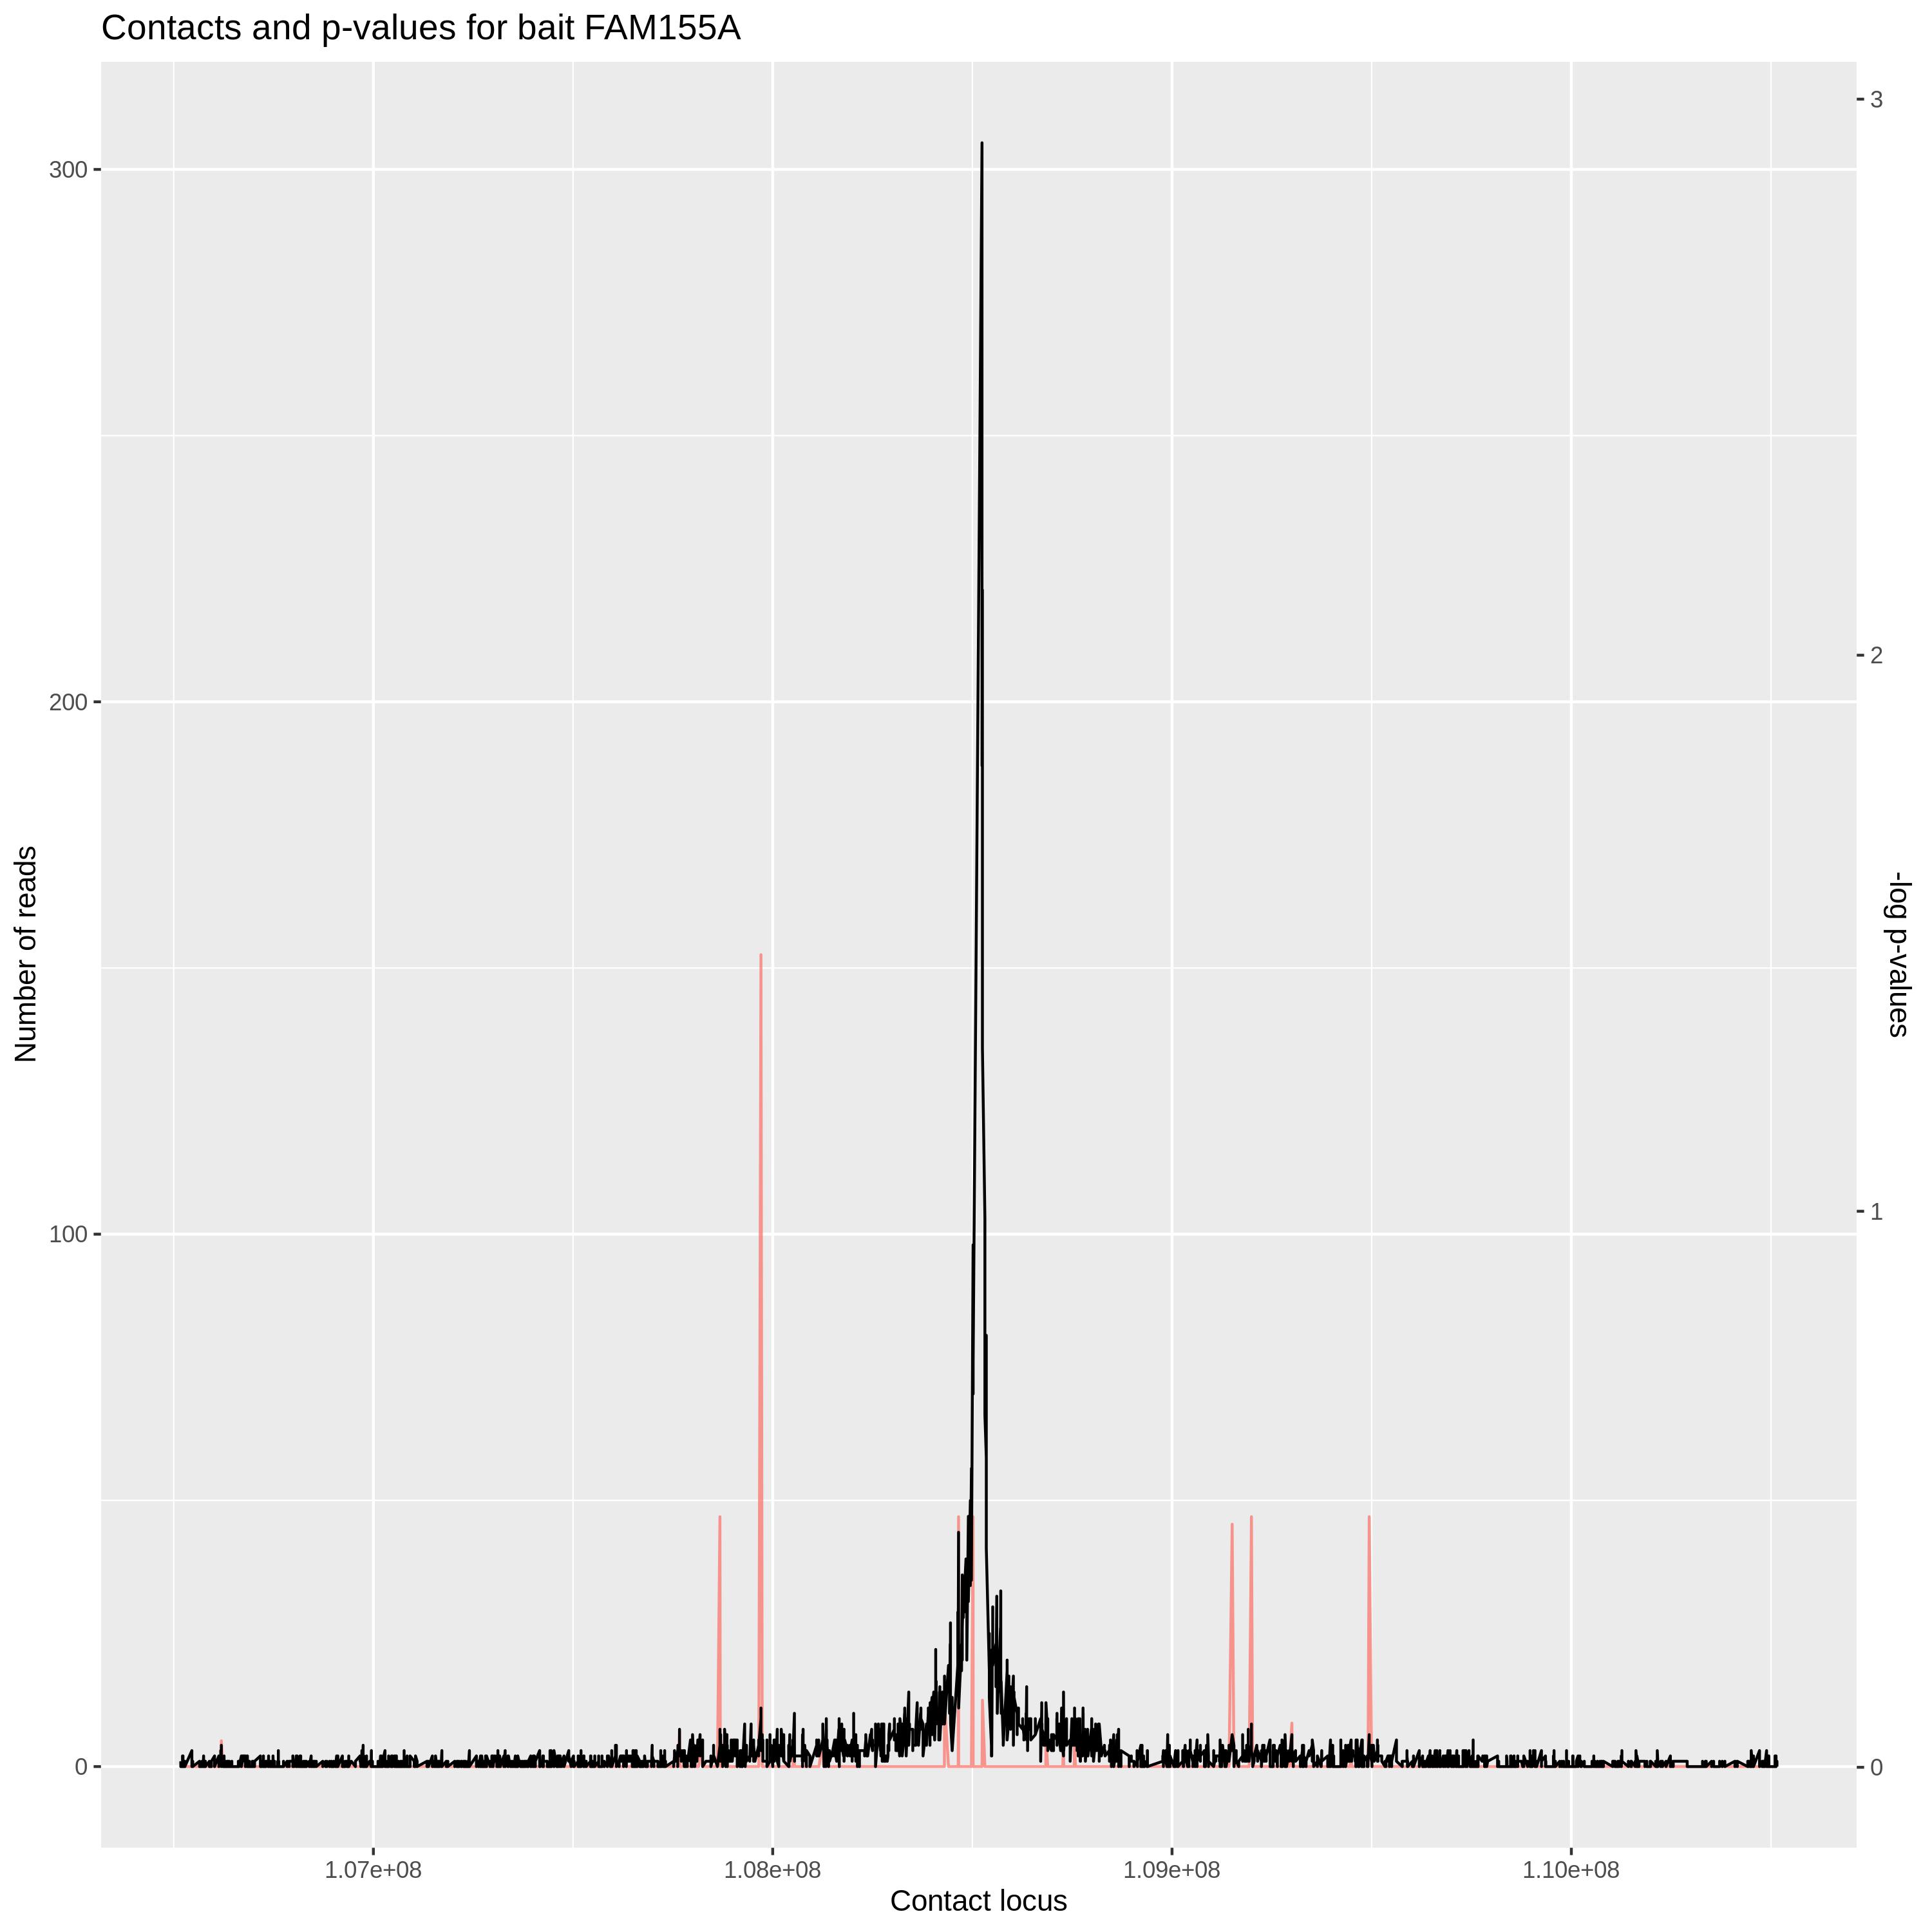 Contacts and p-values for bait FAM155A
300
200
100
0
Number of reads
3
2
1
0
-log p-values
1.07e+08
1.08e+08
1.09e+08
1.10e+08
Contact locus